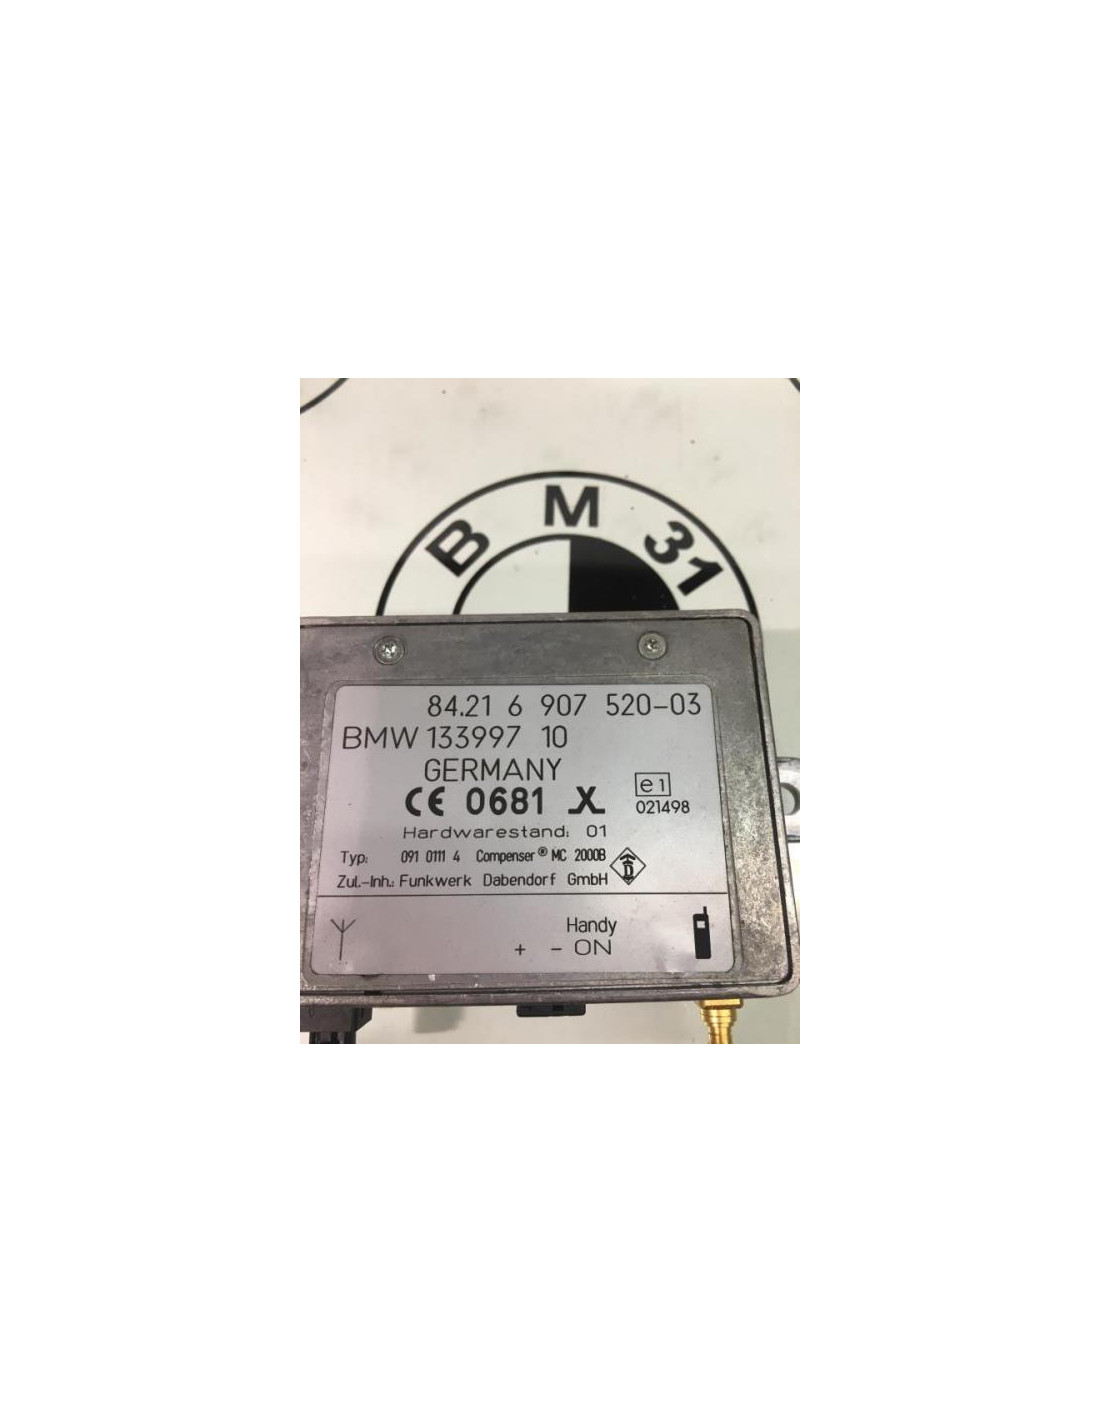 B M 31
84.21 6 907 520-03
BMW 133997 10
GERMANY
CE 0681 X e1
021498
Hardwarestand: 01
Typ: 091 0111 4 Compenser® MC 2000B
Zul.-Inh.: Funkwerk Dabendorf GmbH
Handy
+ - ON